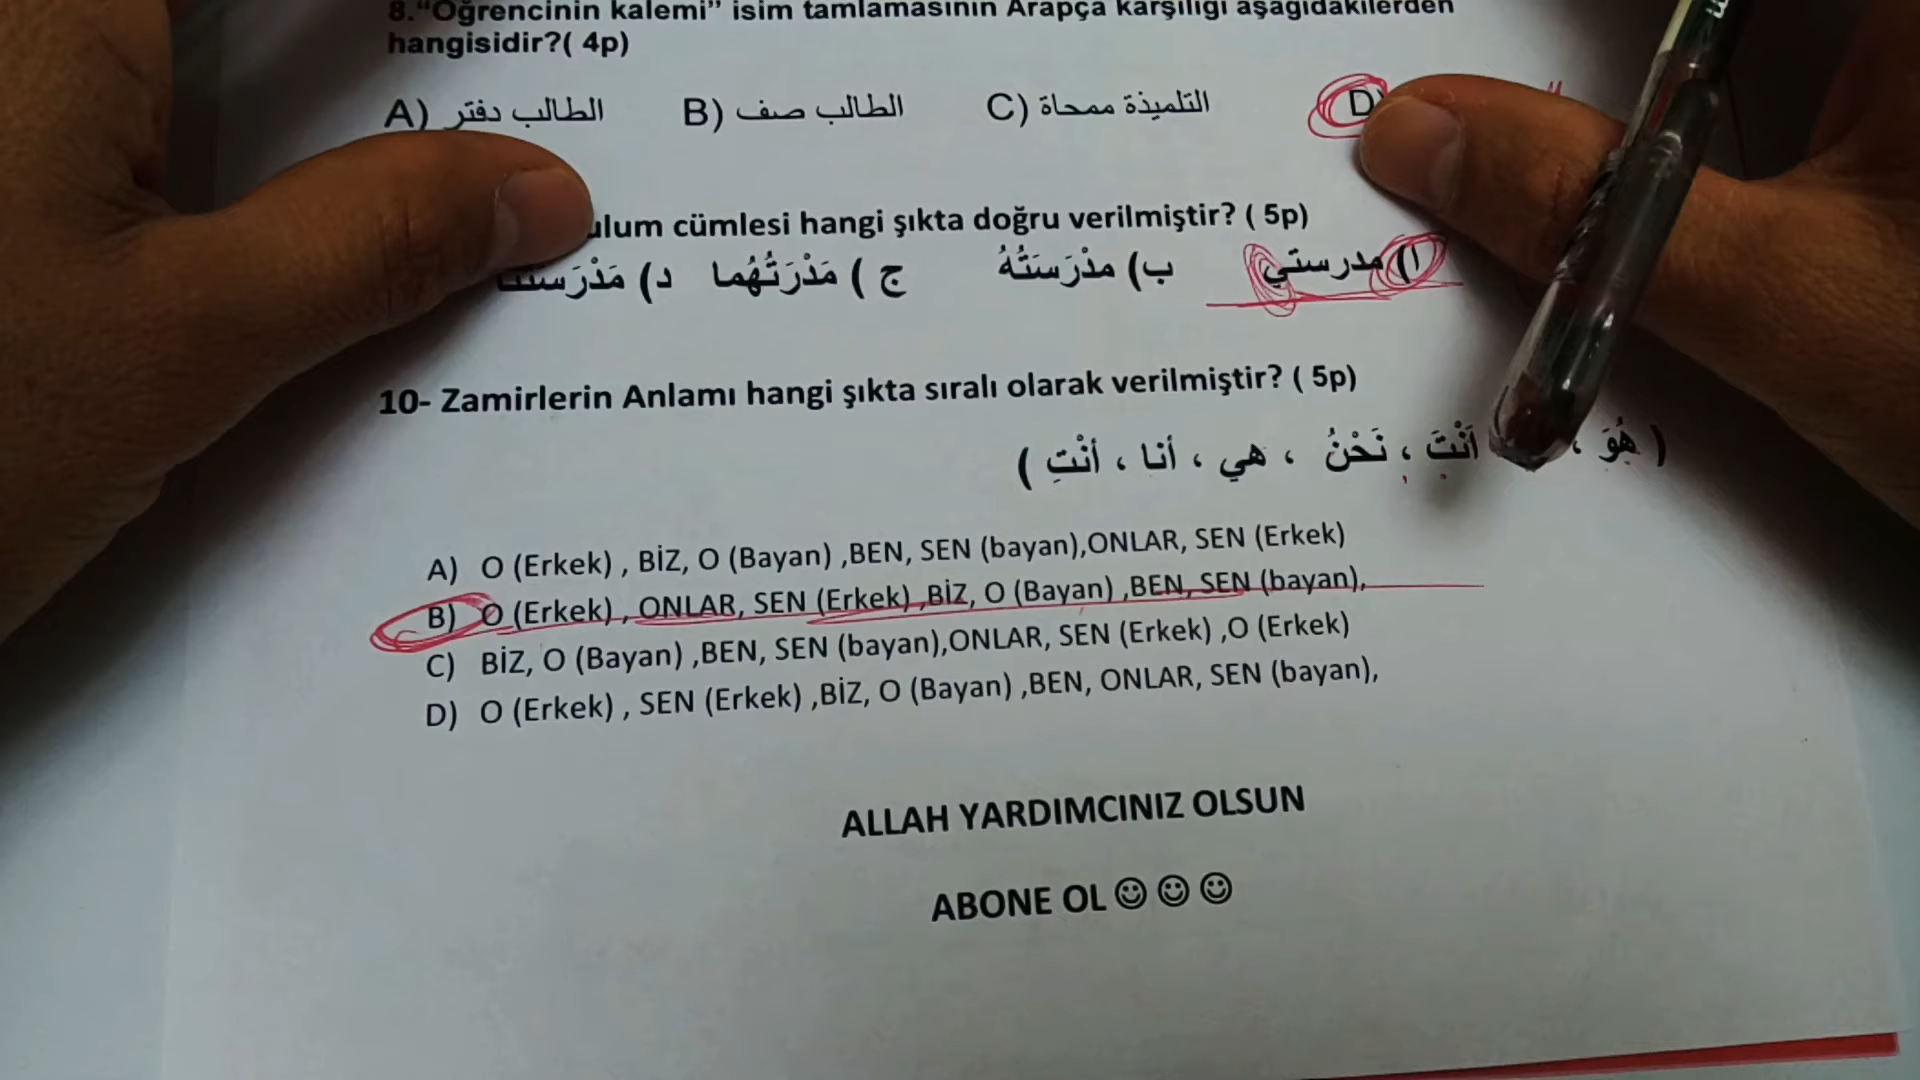 8."Öğrencinin kalemi" isim tamlamasının Arapça karşılığı aşağıdakilerden
hangisidir?( 4p)
A) الطالب دفتر B) الطالب صف C) التلميذة ممحاة D)
cümlesi hangi şıkta doğru verilmiştir? ( 5p)
ا) مدرستي ب) مدْرَسَتُهُ ج ) مَدْرَتُهُما د)
10- Zamirlerin Anlamı hangi şıkta sıralı olarak verilmiştir? ( 5p)
( هُوَ ، اَنْتَ ، نَحْنُ ، هي ، أنا ، أنْتِ )
A) O (Erkek) , BİZ, O (Bayan) ,BEN, SEN (bayan),ONLAR, SEN (Erkek)
B) O (Erkek) , ONLAR, SEN (Erkek) ,BİZ, O (Bayan) ,BEN, SEN (bayan),
C) BİZ, O (Bayan) ,BEN, SEN (bayan),ONLAR, SEN (Erkek) ,O (Erkek)
D) O (Erkek) , SEN (Erkek) ,BİZ, O (Bayan) ,BEN, ONLAR, SEN (bayan),
ALLAH YARDIMCINIZ OLSUN
ABONE OL☺☺☺